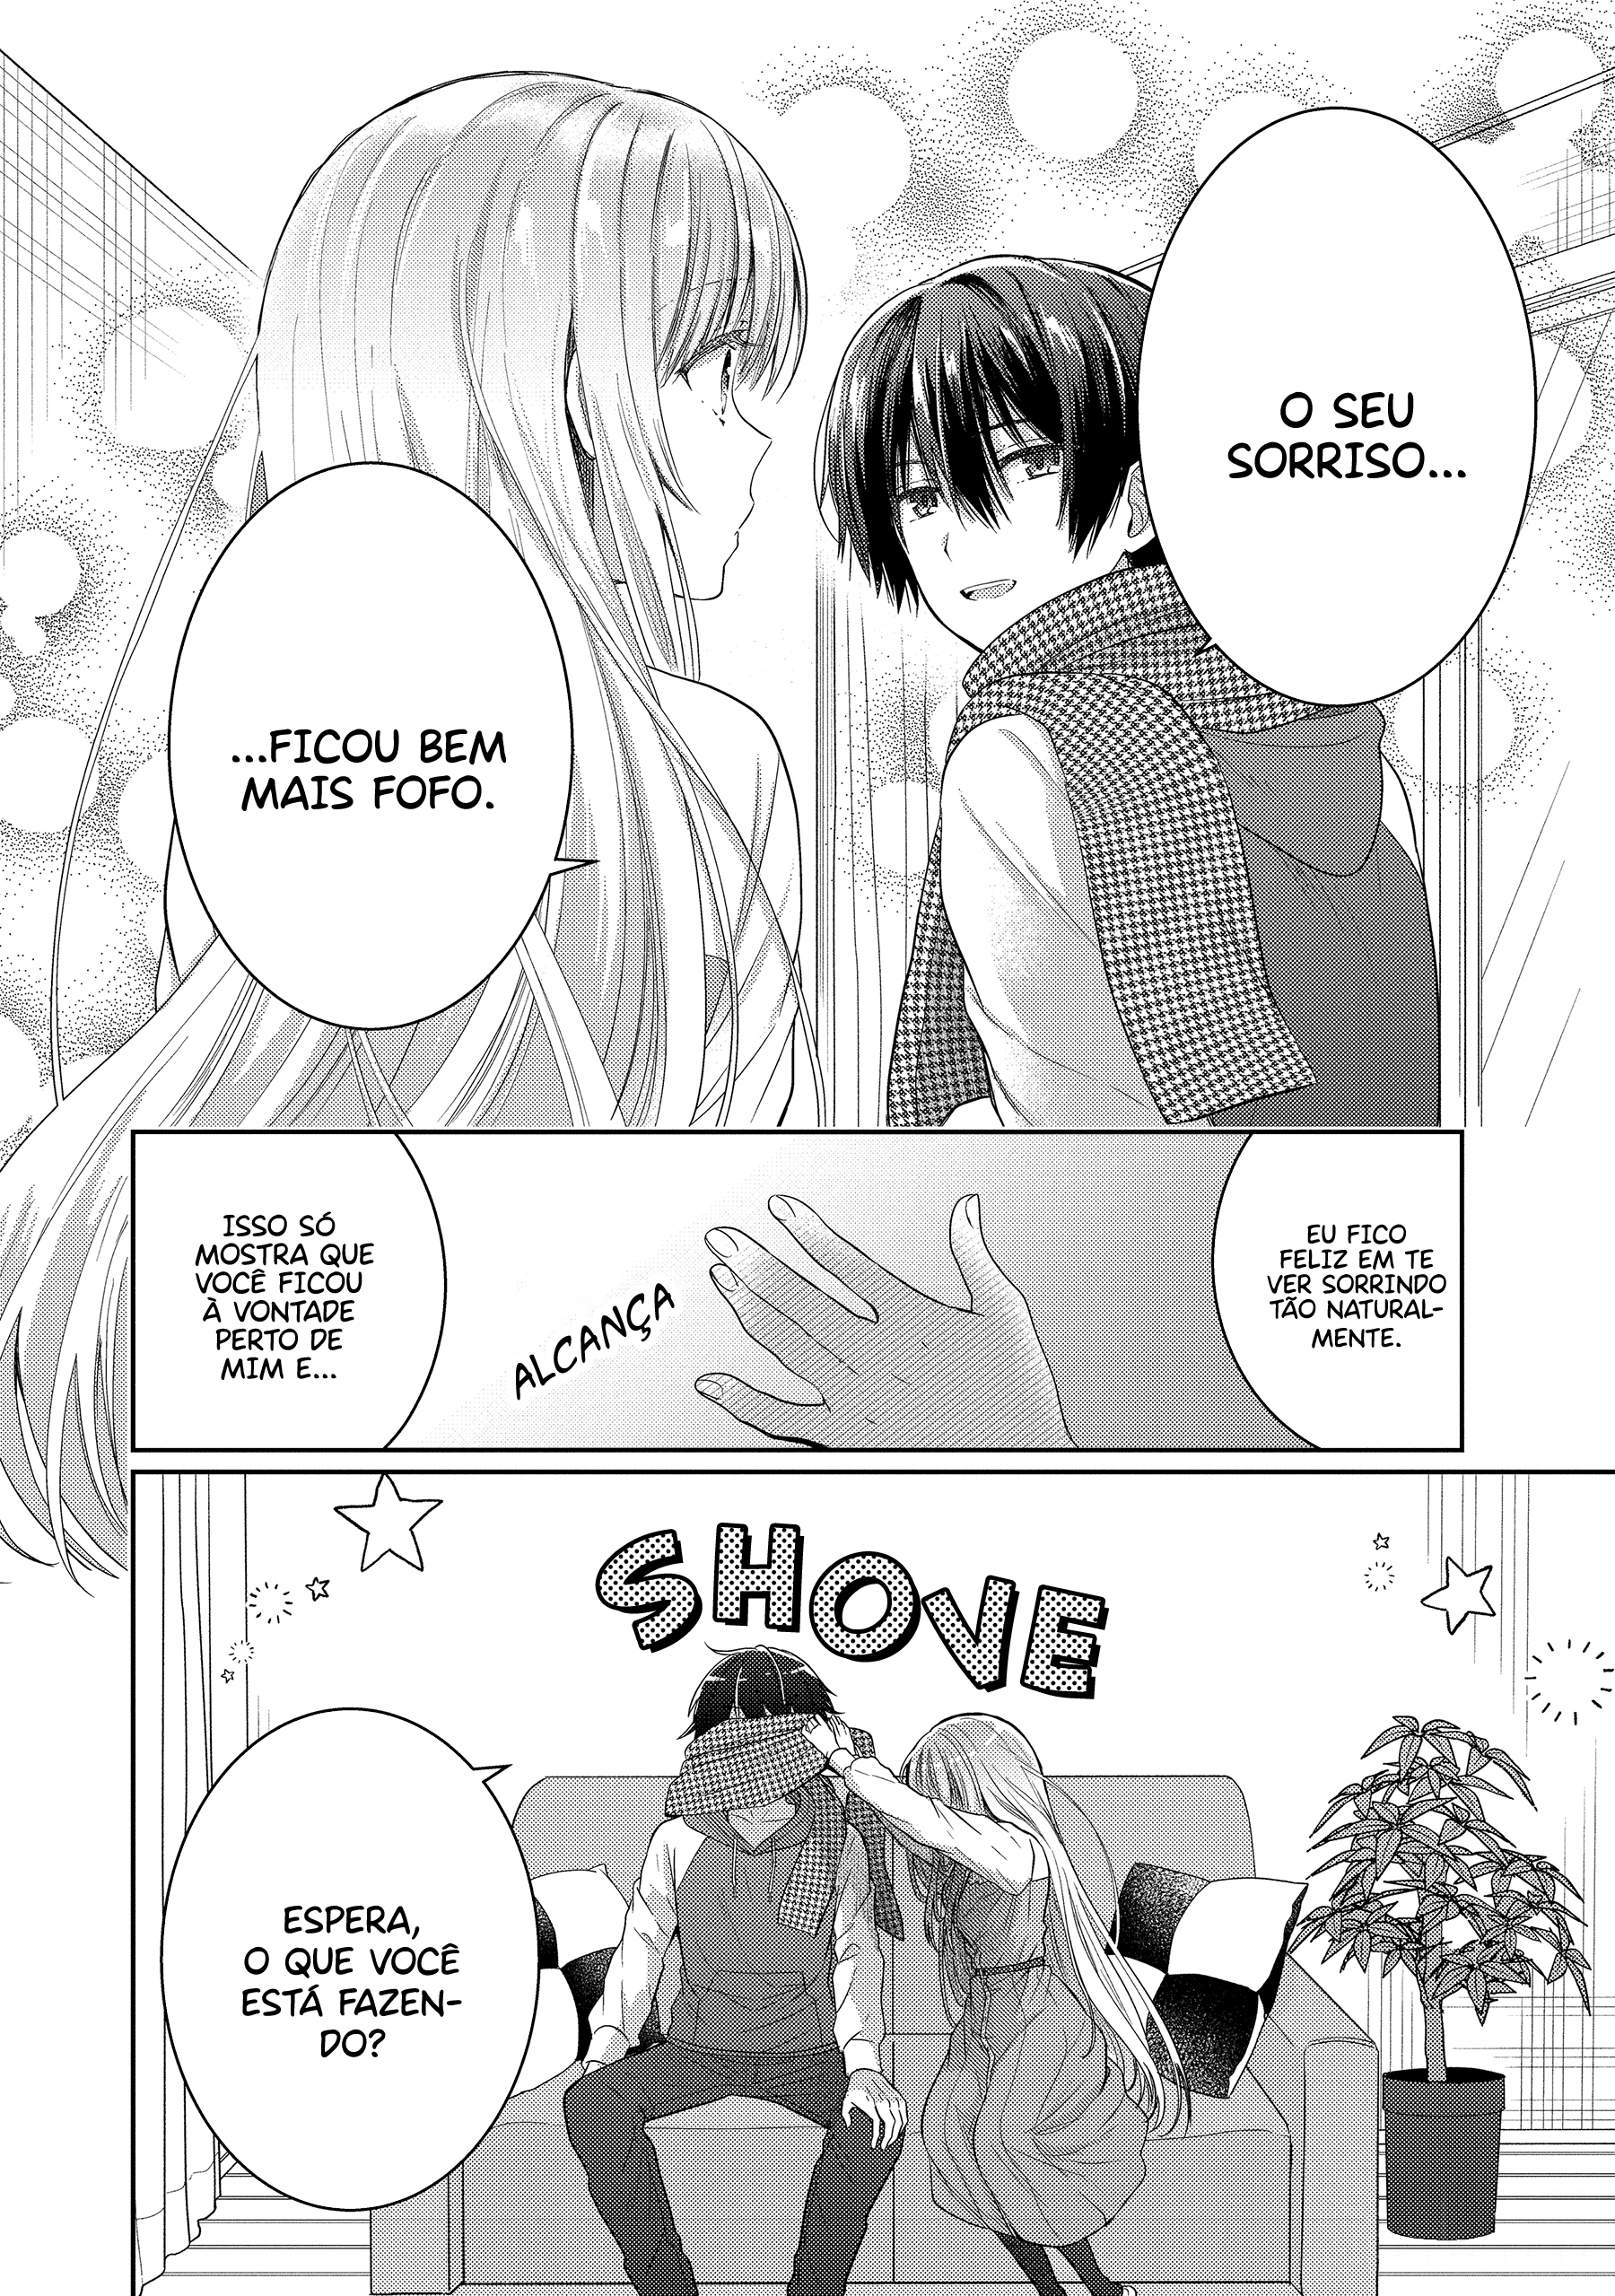 O SEU
SORRISO...
...FICOU BEM
MAIS FOFO.
EU FICO
FELIZ EM TE
VER SORRINDO
TÃO NATURAL-
MENTE.
ALCANÇA
ISSO SÓ
MOSTRA QUE
VOCÊ FICOU
À VONTADE
PERTO DE
MIM E...
SHOVE
ESPERA,
O QUE VOCÊ
ESTÁ FAZEN-
DO?